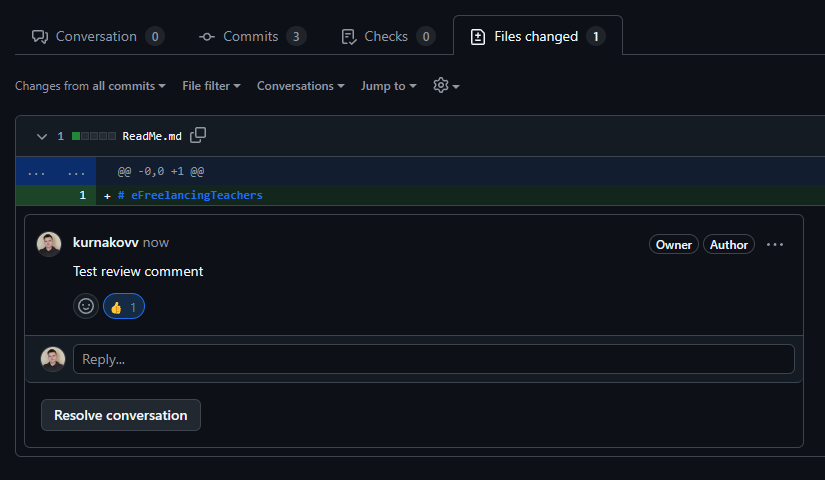 Conversation 0 Commits 3 Checks 0 Files changed 1
Changes from all commits File filter Conversations Jump to
1 ReadMe.md
... ... @@ -0,0 +1 @@
1 + # eFreelancingTeachers
kurnakovv now Owner Author ...
Test review comment
👍 1
Reply...
Resolve conversation